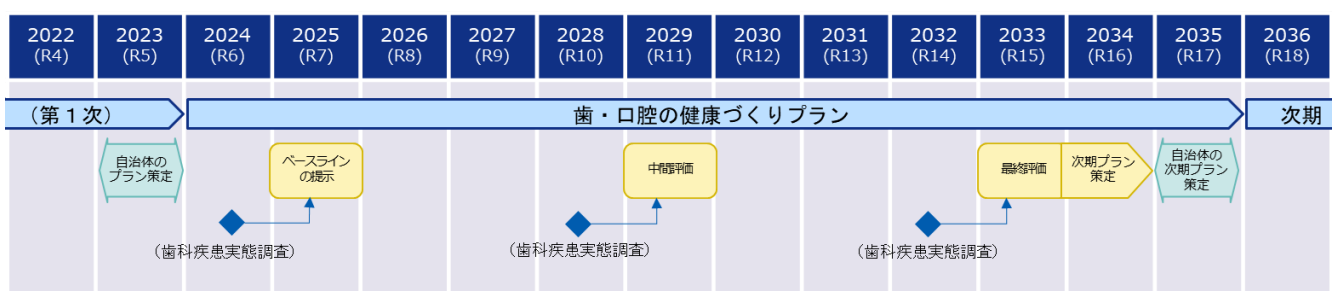 2022 2023 2024 2025 2026 2027 2028 2029 2030 2031 2032 2033 2034 2035 2036
(R4) (R5) (R6) (R7) (R8) (R9) (R10) (R11) (R12) (R13) (R14) (R15) (R16) (R17) (R18)
(第1次) 歯・口腔の健康づくりプラン 次期
自治体の
プラン策定
ベースライン
の提示
中間評価
最終評価
次期プラン
策定
自治体の
次期プラン
策定
(歯科疾患実態調査)
(歯科疾患実態調査)
(歯科疾患実態調査)